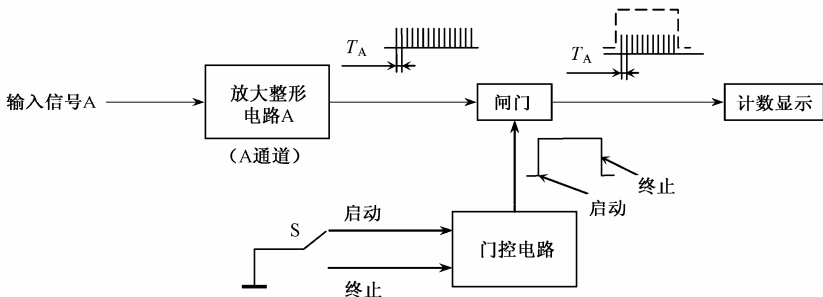 T_A
T_A
输入信号A
放大整形
电路A
闸门
计数显示
（A通道）
终止
启动
启动
S
门控电路
终止